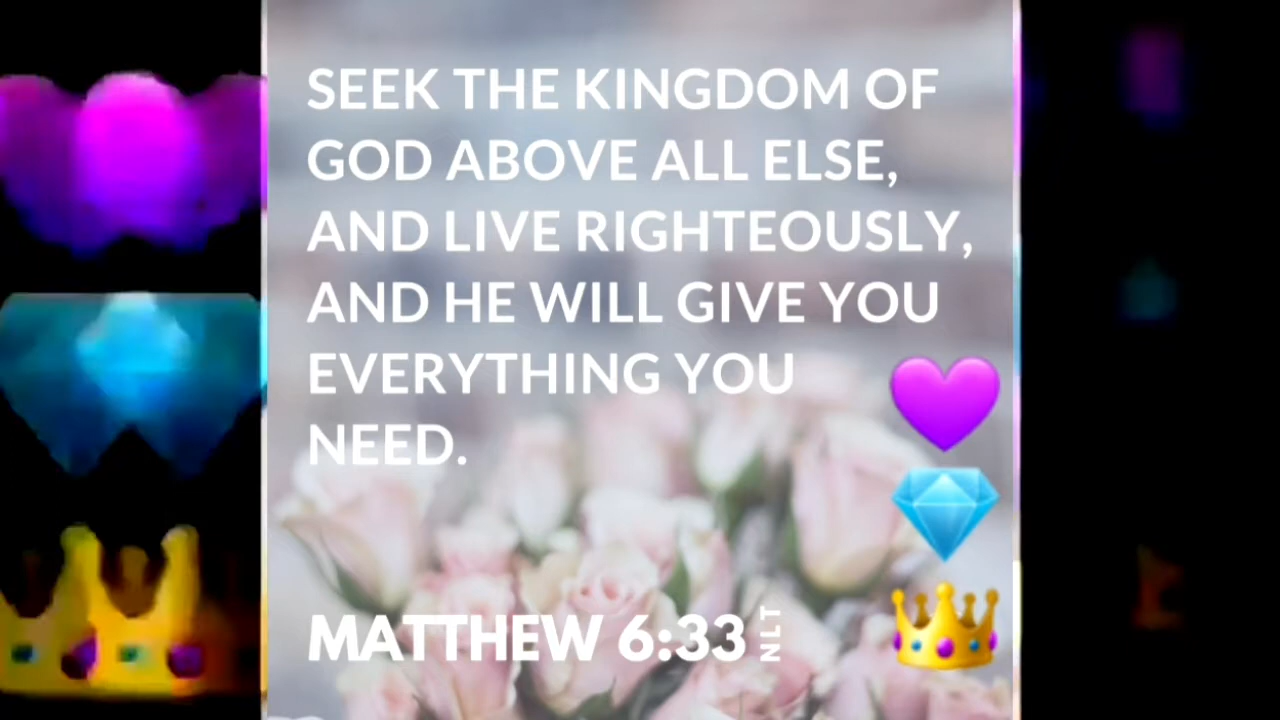 SEEK THE KINGDOM OF
GOD ABOVE ALL ELSE,
AND LIVE RIGHTEOUSLY,
AND HE WILL GIVE YOU
EVERYTHING YOU
NEED.
MATTHEW 6:33 NLT